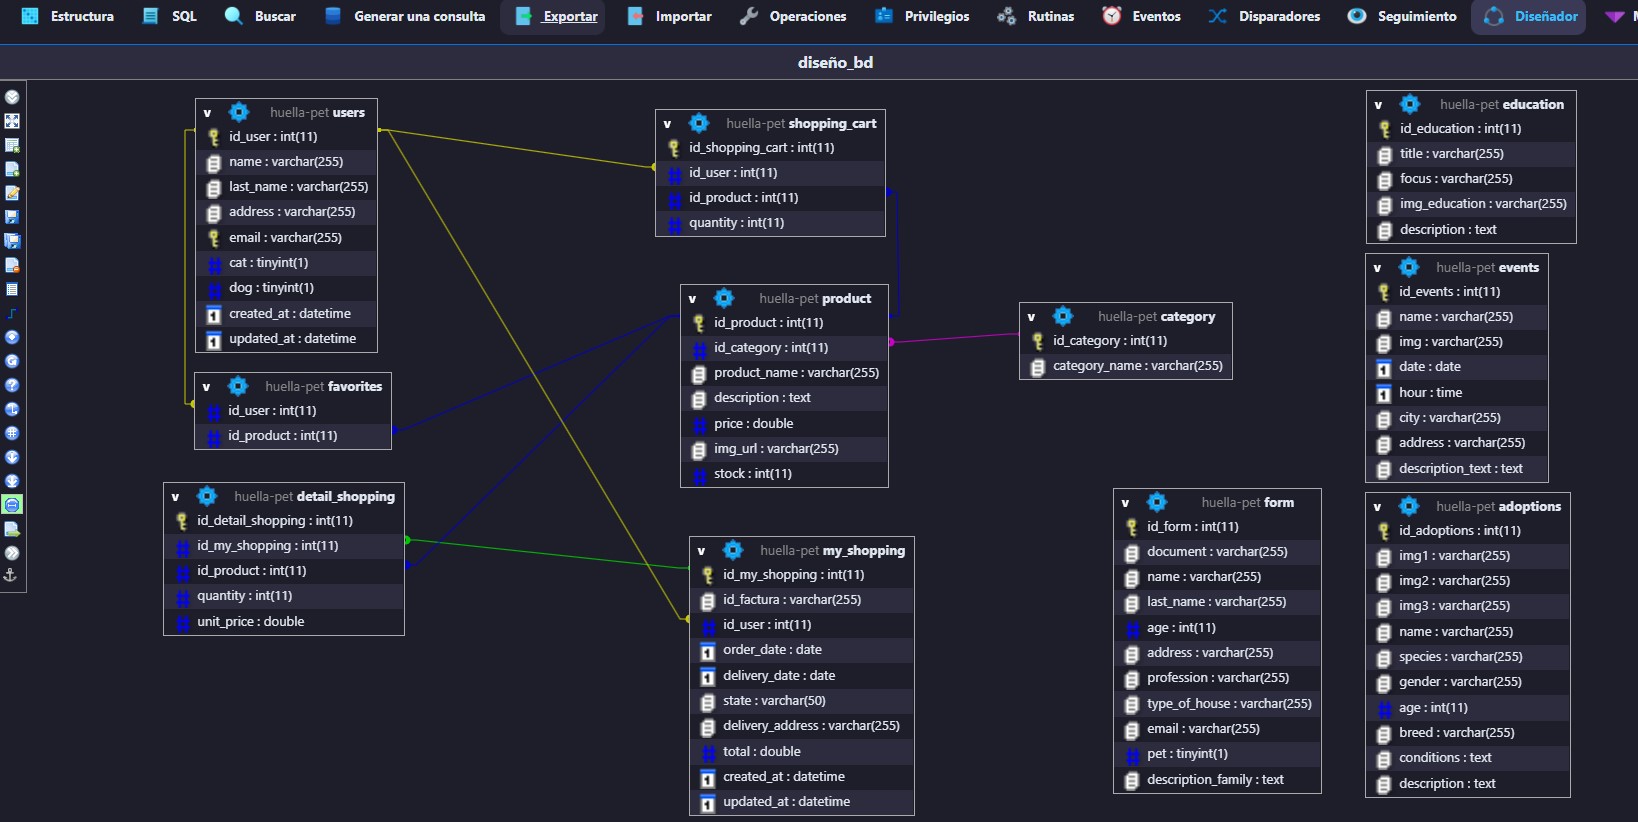 Estructura
SQL
Buscar
Generar una consulta
Exportar
Importar
Operaciones
Privilegios
Rutinas
Eventos
Disparadores
Seguimiento
Diseñador
diseño_bd
v huella-pet users
id_user : int(11)
name : varchar(255)
last_name : varchar(255)
address : varchar(255)
email : varchar(255)
cat : tinyint(1)
dog : tinyint(1)
created_at : datetime
updated_at : datetime
v huella-pet favorites
id_user : int(11)
id_product : int(11)
v huella-pet detail_shopping
id_detail_shopping : int(11)
id_my_shopping : int(11)
id_product : int(11)
quantity : int(11)
unit_price : double
v huella-pet shopping_cart
id_shopping_cart : int(11)
id_user : int(11)
id_product : int(11)
quantity : int(11)
v huella-pet product
id_product : int(11)
id_category : int(11)
product_name : varchar(255)
description : text
price : double
img_url : varchar(255)
stock : int(11)
v huella-pet my_shopping
id_my_shopping : int(11)
id_factura : varchar(255)
id_user : int(11)
order_date : date
delivery_date : date
state : varchar(50)
delivery_address : varchar(255)
total : double
created_at : datetime
updated_at : datetime
v huella-pet category
id_category : int(11)
category_name : varchar(255)
v huella-pet form
id_form : int(11)
document : varchar(255)
name : varchar(255)
last_name : varchar(255)
age : int(11)
address : varchar(255)
profession : varchar(255)
type_of_house : varchar(255)
email : varchar(255)
pet : tinyint(1)
description_family : text
v huella-pet education
id_education : int(11)
title : varchar(255)
focus : varchar(255)
img_education : varchar(255)
description : text
v huella-pet events
id_events : int(11)
name : varchar(255)
img : varchar(255)
date : date
hour : time
city : varchar(255)
address : varchar(255)
description_text : text
v huella-pet adoptions
id_adoptions : int(11)
img1 : varchar(255)
img2 : varchar(255)
img3 : varchar(255)
name : varchar(255)
species : varchar(255)
gender : varchar(255)
age : int(11)
breed : varchar(255)
conditions : text
description : text